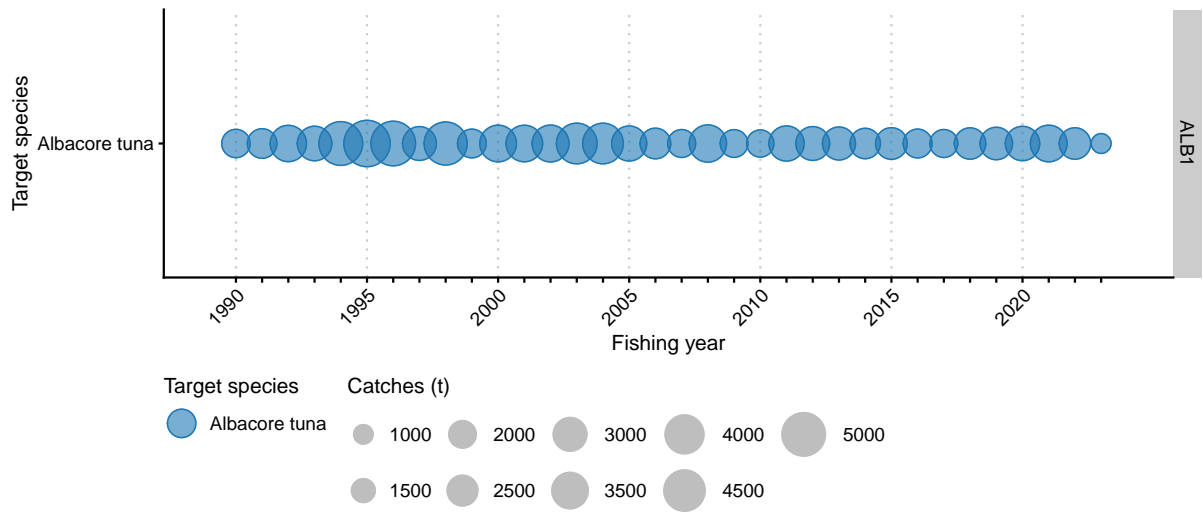 Target species
Albacore tuna
ALB1
1990 1995 2000 2005 2010 2015 2020
Fishing year
Target species
Albacore tuna
Catches (t)
1000 2000 3000 4000 5000
1500 2500 3500 4500